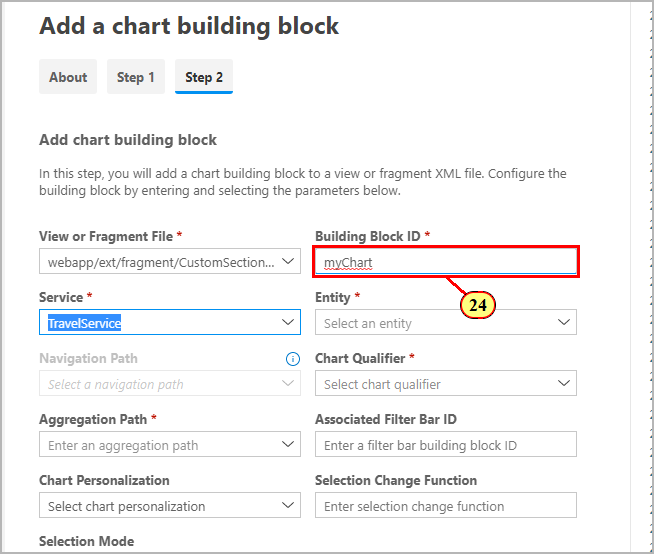 Add a chart building block
About Step 1 Step 2
Add chart building block
In this step, you will add a chart building block to a view or fragment XML file. Configure the
building block by entering and selecting the parameters below.
View or Fragment File * Building Block ID *
webapp/ext/fragment/CustomSection... myChart
24
Service * Entity *
TravelService Select an entity
Navigation Path Chart Qualifier *
Select a navigation path Select chart qualifier
Aggregation Path * Associated Filter Bar ID
Enter an aggregation path Enter a filter bar building block ID
Chart Personalization Selection Change Function
Select chart personalization Enter selection change function
Selection Mode